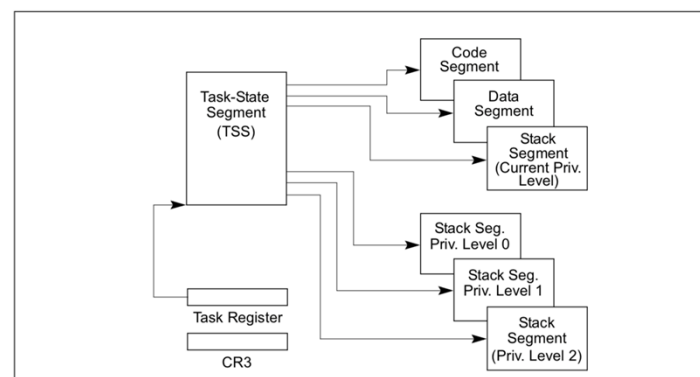 Code
Segment
Task-State
Segment
(TSS)
Data
Segment
Stack
Segment
(Current Priv.
Level)
Stack Seg.
Priv. Level 0
Stack Seg.
Priv. Level 1
Task Register
Stack
Segment
(Priv. Level 2)
CR3